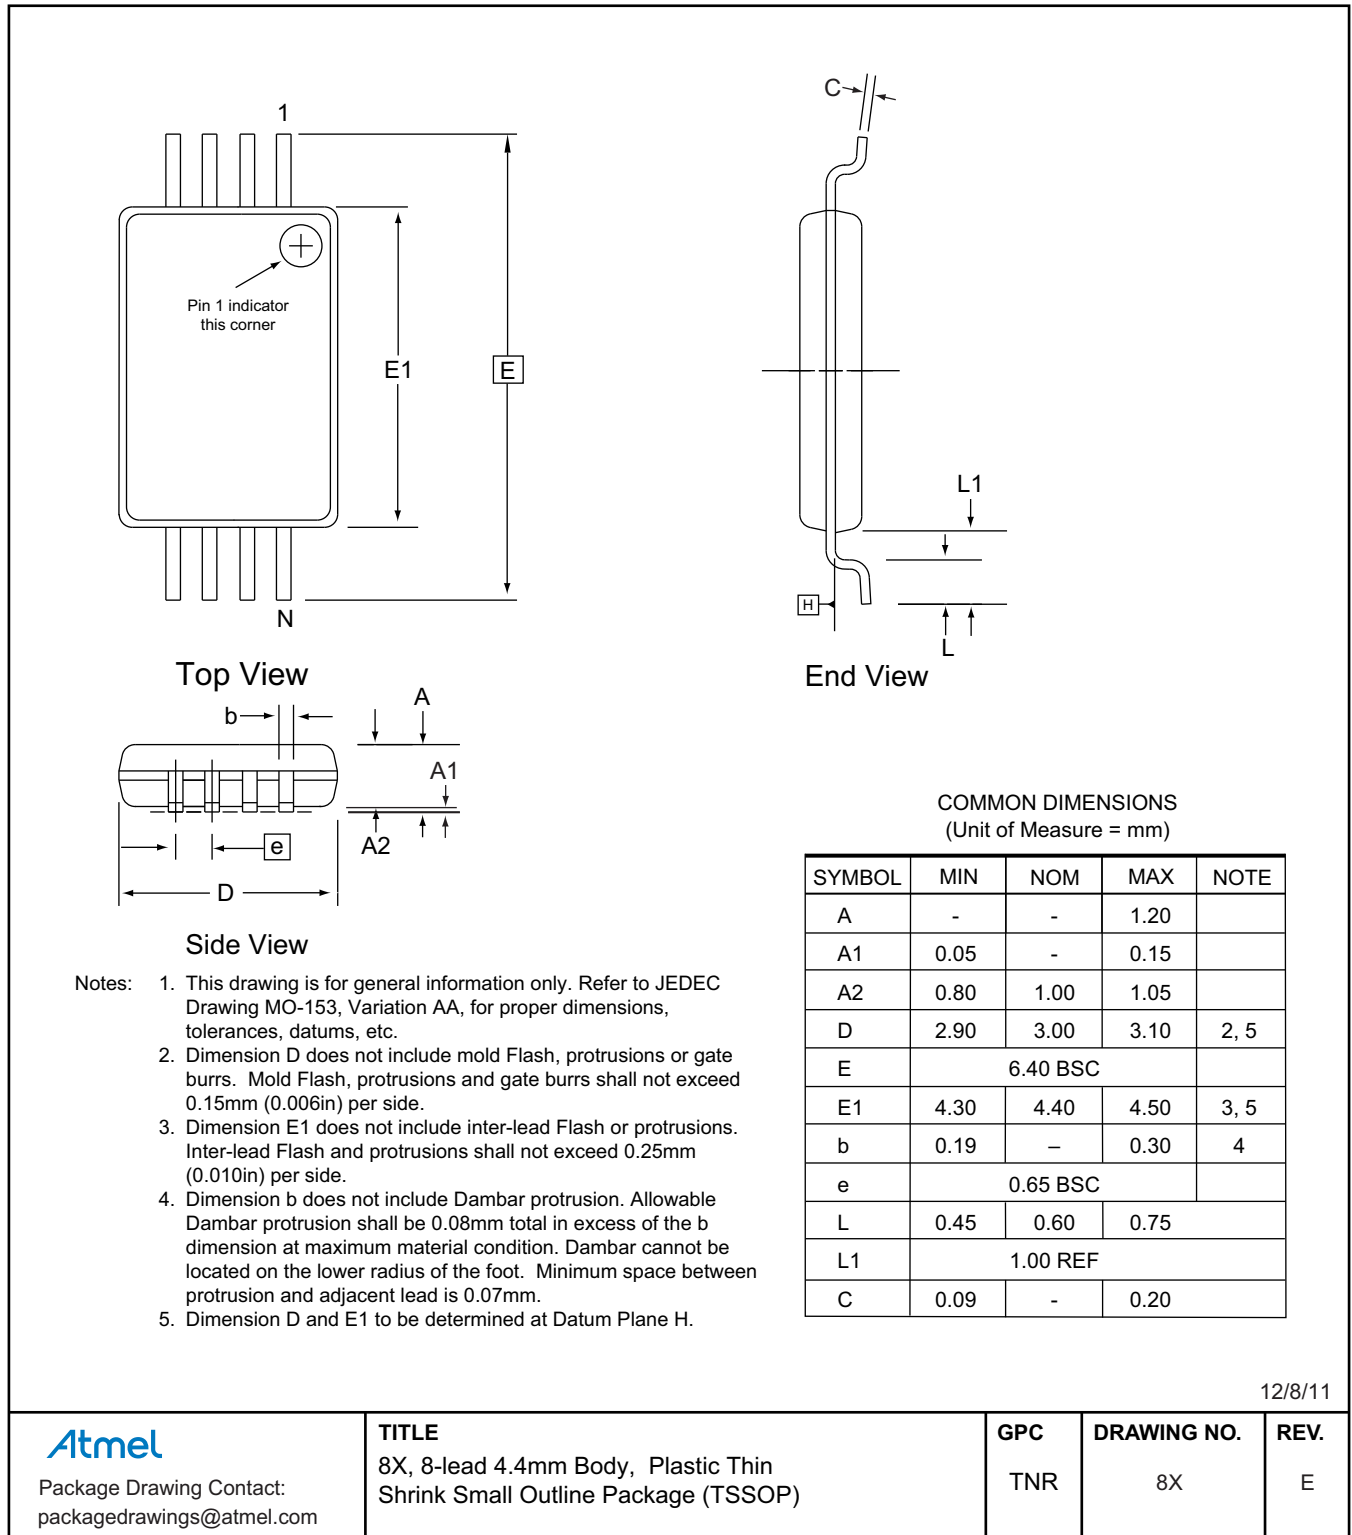 1
Pin 1 indicator
this corner
E1
E
N
Top View
C
L1
H
L
End View
b
A
A1
A2
e
D
Side View
COMMON DIMENSIONS
(Unit of Measure = mm)
SYMBOL MIN NOM MAX NOTE
A - - 1.20
A1 0.05 - 0.15
A2 0.80 1.00 1.05
D 2.90 3.00 3.10 2, 5
E 6.40 BSC
E1 4.30 4.40 4.50 3, 5
b 0.19 – 0.30 4
e 0.65 BSC
L 0.45 0.60 0.75
L1 1.00 REF
C 0.09 - 0.20
Notes: 1. This drawing is for general information only. Refer to JEDEC
Drawing MO-153, Variation AA, for proper dimensions,
tolerances, datums, etc.
2. Dimension D does not include mold Flash, protrusions or gate
burrs. Mold Flash, protrusions and gate burrs shall not exceed
0.15mm (0.006in) per side.
3. Dimension E1 does not include inter-lead Flash or protrusions.
Inter-lead Flash and protrusions shall not exceed 0.25mm
(0.010in) per side.
4. Dimension b does not include Dambar protrusion. Allowable
Dambar protrusion shall be 0.08mm total in excess of the b
dimension at maximum material condition. Dambar cannot be
located on the lower radius of the foot. Minimum space between
protrusion and adjacent lead is 0.07mm.
5. Dimension D and E1 to be determined at Datum Plane H.
12/8/11
Atmel
Package Drawing Contact:
packagedrawings@atmel.com
TITLE
8X, 8-lead 4.4mm Body, Plastic Thin
Shrink Small Outline Package (TSSOP)
GPC
TNR
DRAWING NO.
8X
REV.
E